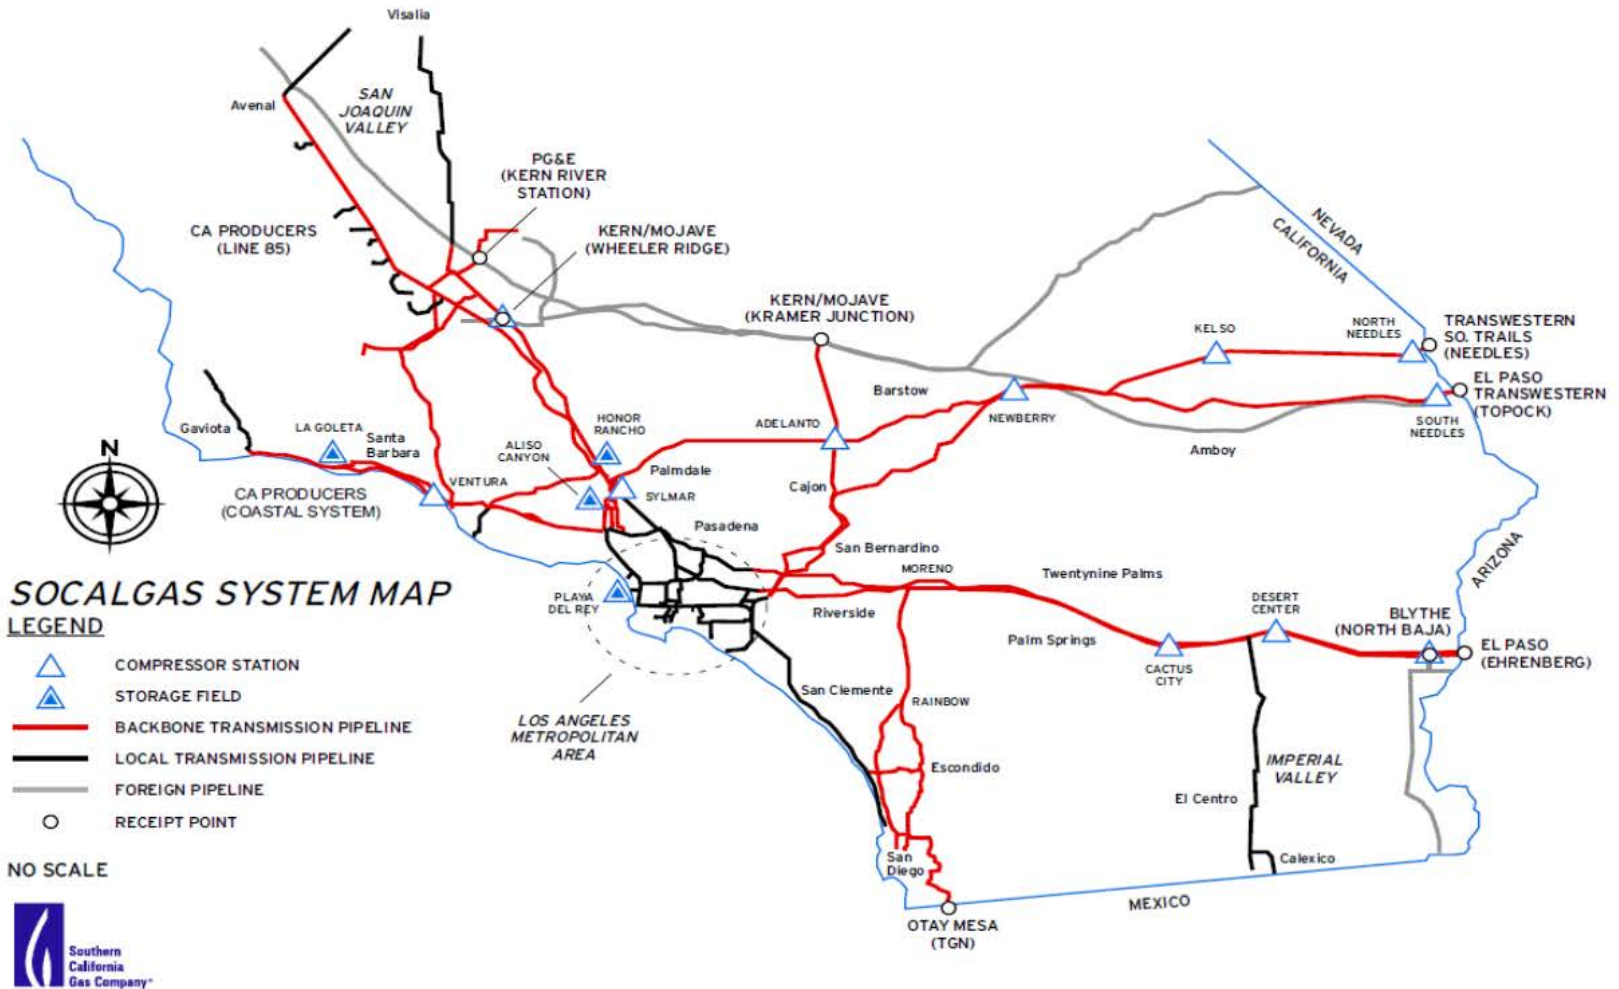 Visalia
SAN
JOAQUIN
VALLEY
Avenal
PG&E
(KERN RIVER
STATION)
CA PRODUCERS
(LINE 85)
KERN/MOJAVE
(WHEELER RIDGE)
NEVADA
CALIFORNIA
KERN/MOJAVE
(KRAMER JUNCTION)
KELSO
NORTH
NEEDLES
TRANSWESTERN
SO. TRAILS
(NEEDLES)
EL PASO
TRANSWESTERN
(TOPOCK)
Barstow
NEWBERRY
SOUTH
NEEDLES
Amboy
Gaviota
LA GOLETA
Santa
Barbara
ALISO
CANYON
HONOR
RANCHO
ADELANTO
N
CA PRODUCERS
(COASTAL SYSTEM)
VENTURA
Palmdale
SYLMAR
Cajon
Pasadena
San Bernardino
MORENO
Twentynine Palms
ARIZONA
PLAYA
DEL REY
Riverside
Palm Springs
DESERT
CENTER
BLYTHE
(NORTH BAJA)
EL PASO
(EHRENBERG)
CACTUS
CITY
San Clemente
RAINBOW
LOS ANGELES
METROPOLITAN
AREA
Escondido
IMPERIAL
VALLEY
El Centro
San
Diego
Calexico
MEXICO
OTAY MESA
(TGN)
SOCALGAS SYSTEM MAP
LEGEND
COMPRESSOR STATION
STORAGE FIELD
BACKBONE TRANSMISSION PIPELINE
LOCAL TRANSMISSION PIPELINE
FOREIGN PIPELINE
RECEIPT POINT
NO SCALE
Southern
California
Gas Company